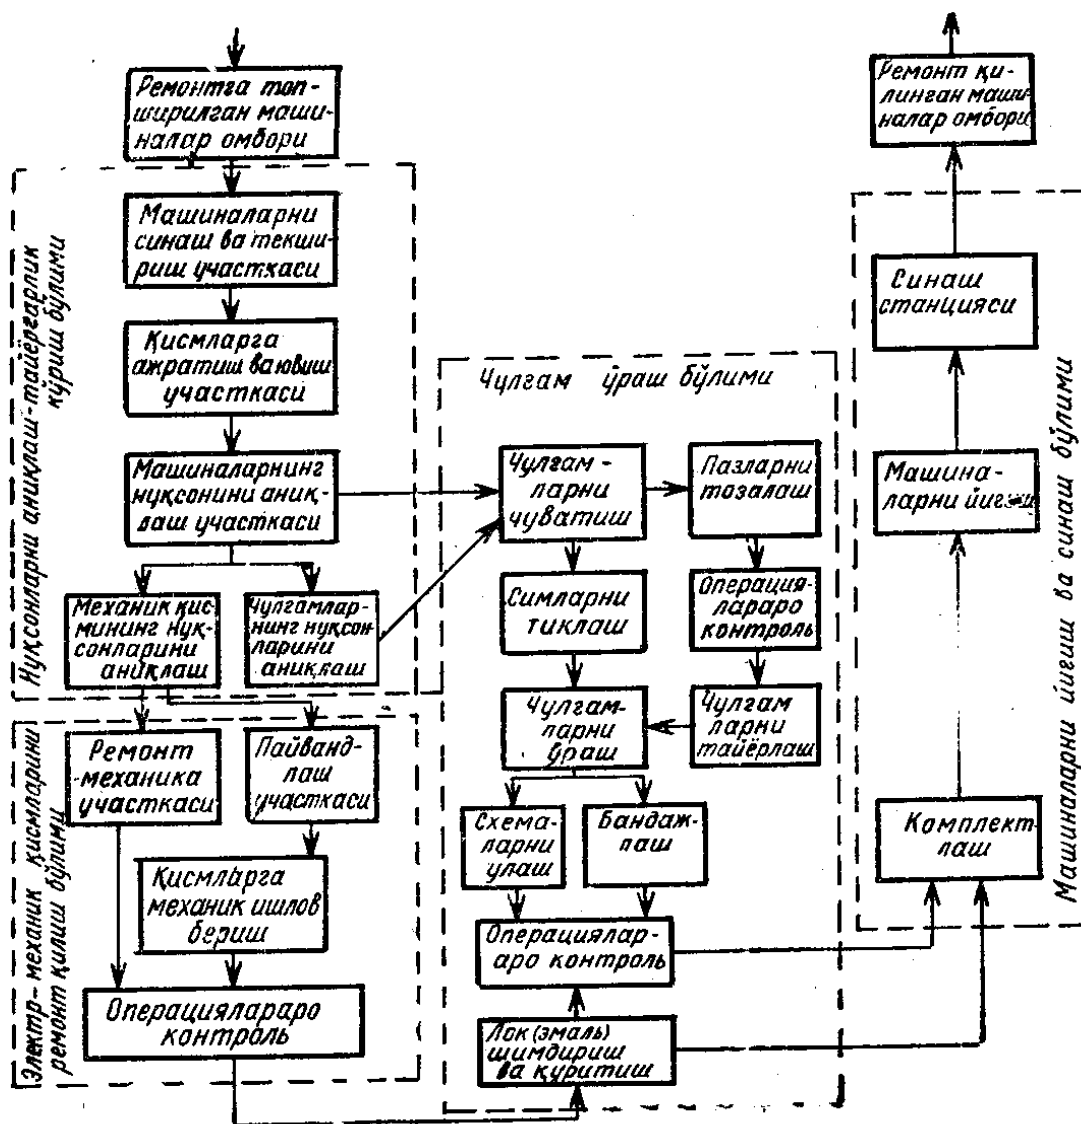 Ремонтга топ-
ширилган маши-
налар омбори
Нуқсонларни аниқлаш-тайёргарлик
кўриш бўлими
Машиналарни
синаш ва текши-
риш участкаси
Қисмларга
ажратиш ва ювиш
участкаси
Машиналарнинг
нуқсонини аниқ-
лаш участкаси
Механик қис-
мининг нуқ-
сонларини
аниқлаш
Чулғамлар-
нинг нуқсон-
ларини
аниқлаш
Электр-механик қисмларини
ремонт қилиш бўлими
Ремонт
механика
участкаси
Пайванд-
лаш
участкаси
Қисмларга
механик ишлов
бериш
Операциялараро
контроль
Чулғам ўраш бўлими
Чулғам-
ларни
чуватиш
Пазларни
тозалаш
Симларни
тиклаш
Операция-
лараро
контроль
Чулғам-
ларни
ўраш
Чулғам
ларни
тайёрлаш
Схема-
ларни
улаш
Бандаж-
лаш
Операциялар-
аро контроль
Лок (эмаль)
шимдириш
ва қуритиш
Ремонт қи-
линган маши-
налар омбори
Машиналарни йиғиш ва синаш бўлими
Синаш
станцияси
Машина-
ларни йиғиш
Комплект-
лаш